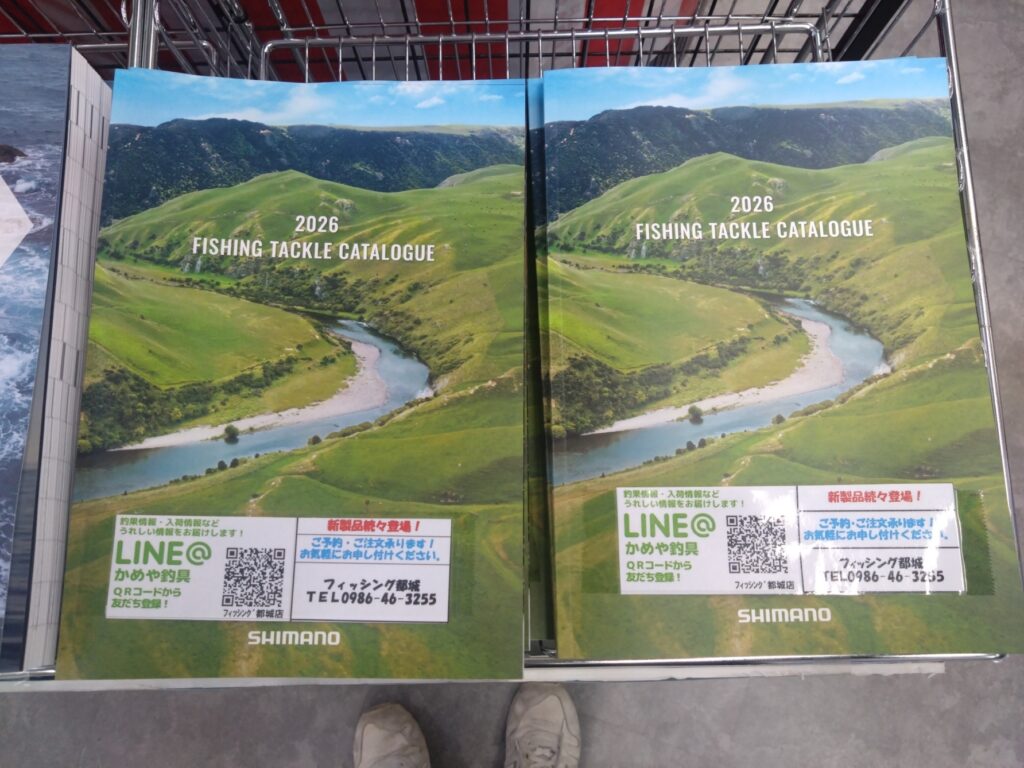 2026
FISHING TACKLE CATALOGUE
釣果情報・入荷情報など
うれしい情報をお届けします!
LINE@
かめや釣具
QRコードから
友だち登録!
フィッシング都城店
新製品続々登場!
ご予約・ご注文承ります!
お気軽にお申し付けください。
フィッシング都城
TEL0986-46-3255
SHIMANO
2026
FISHING TACKLE CATALOGUE
釣果情報・入荷情報など
うれしい情報をお届けします!
LINE@
かめや釣具
QRコードから
友だち登録!
フィッシング都城店
新製品続々登場!
ご予約・ご注文承ります!
お気軽にお申し付けください。
フィッシング都城
TEL0986-46-3255
SHIMANO